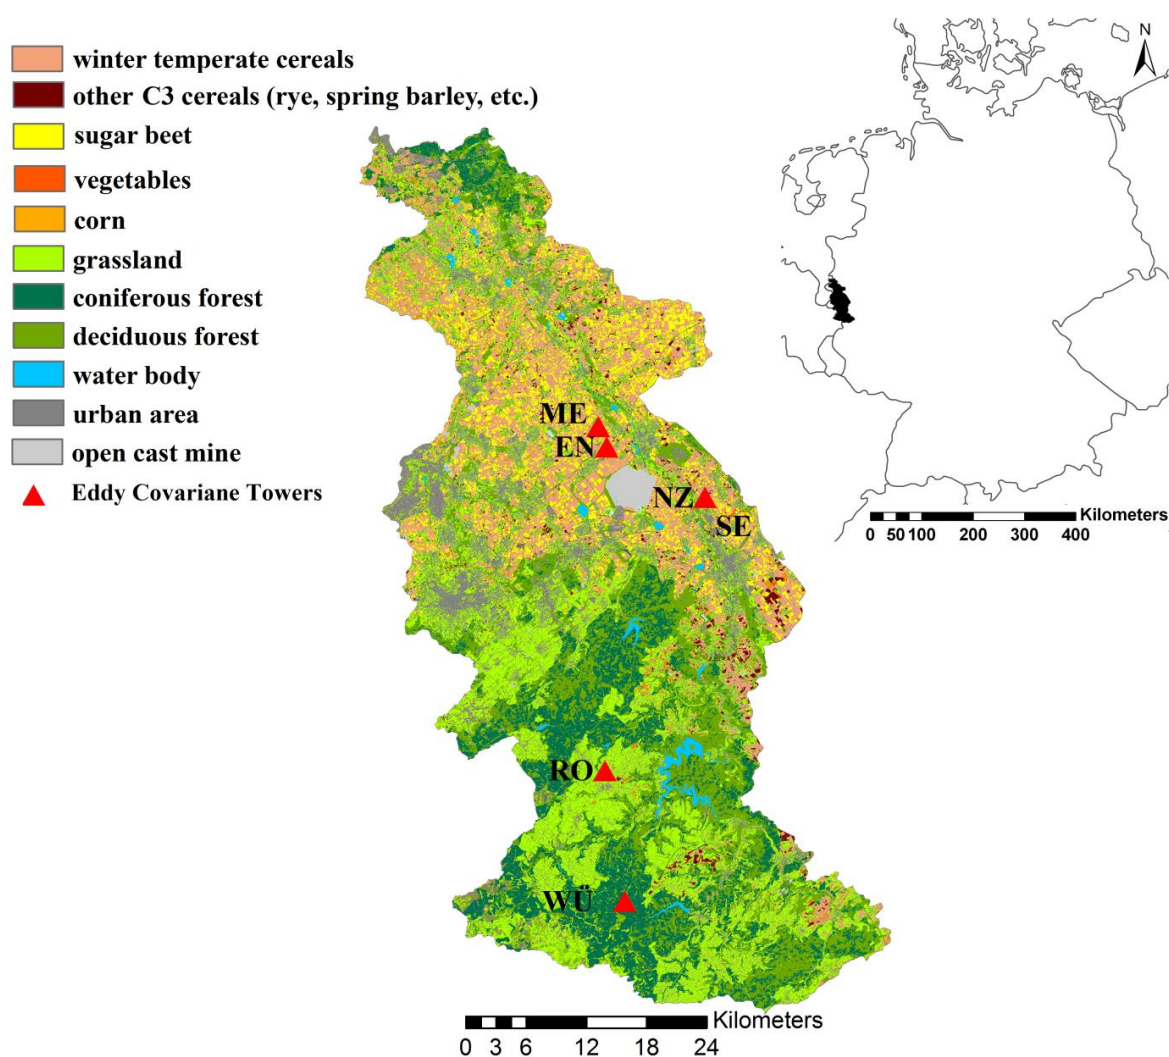 winter temperate cereals
other C3 cereals (rye, spring barley, etc.)
sugar beet
vegetables
corn
grassland
coniferous forest
deciduous forest
water body
urban area
open cast mine
Eddy Covariane Towers
N
Kilometers
0 50 100 200 300 400
ME
EN
NZ
SE
RO
WÜ
Kilometers
0 3 6 12 18 24